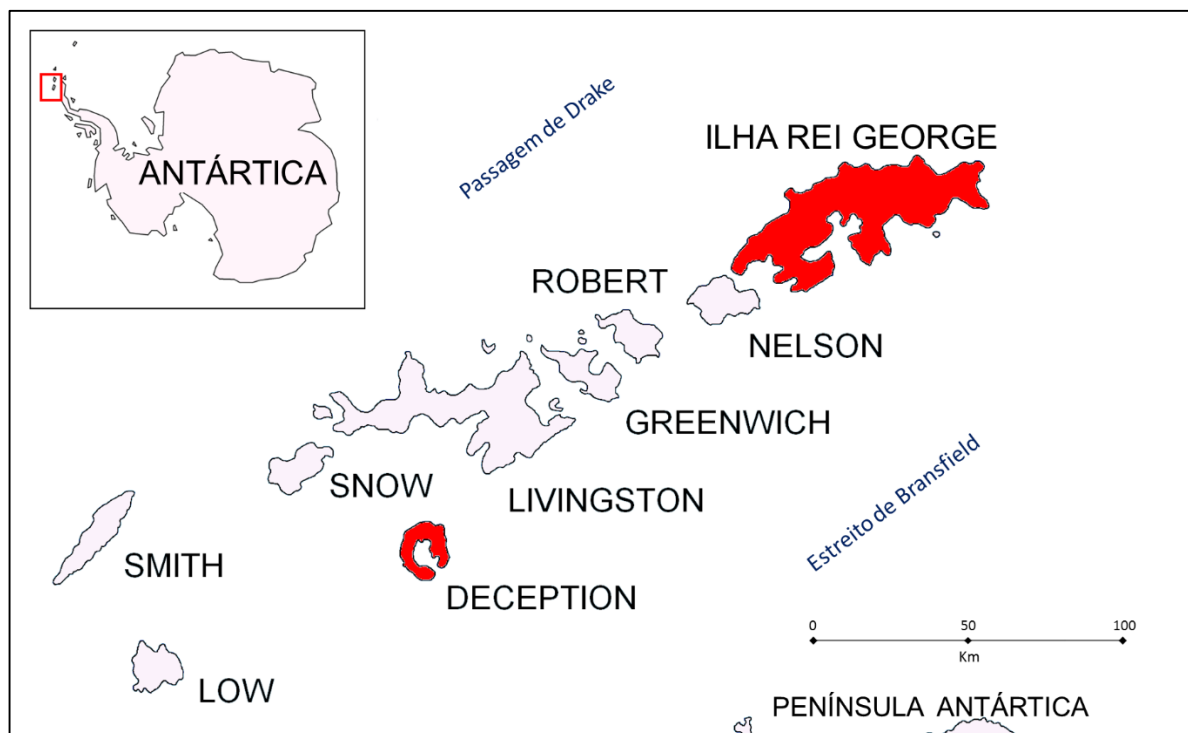 ANTÁRTICA
Passagem de Drake
ILHA REI GEORGE
ROBERT
NELSON
GREENWICH
SNOW
LIVINGSTON
SMITH
DECEPTION
Estreito de Bransfield
0 50 100
Km
LOW
PENÍNSULA ANTÁRTICA